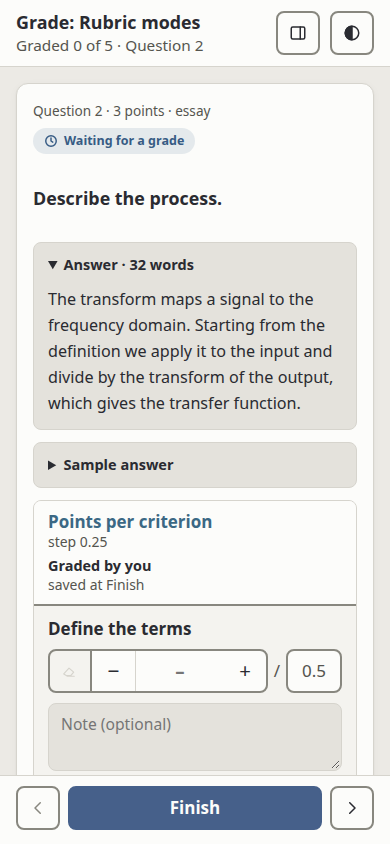 Grade: Rubric modes
Graded 0 of 5 · Question 2
Question 2 · 3 points · essay
Waiting for a grade
Describe the process.
Answer · 32 words
The transform maps a signal to the
frequency domain. Starting from the
definition we apply it to the input and
divide by the transform of the output,
which gives the transfer function.
Sample answer
Points per criterion
step 0.25
Graded by you
saved at Finish
Define the terms
− – + / 0.5
Note (optional)
Finish